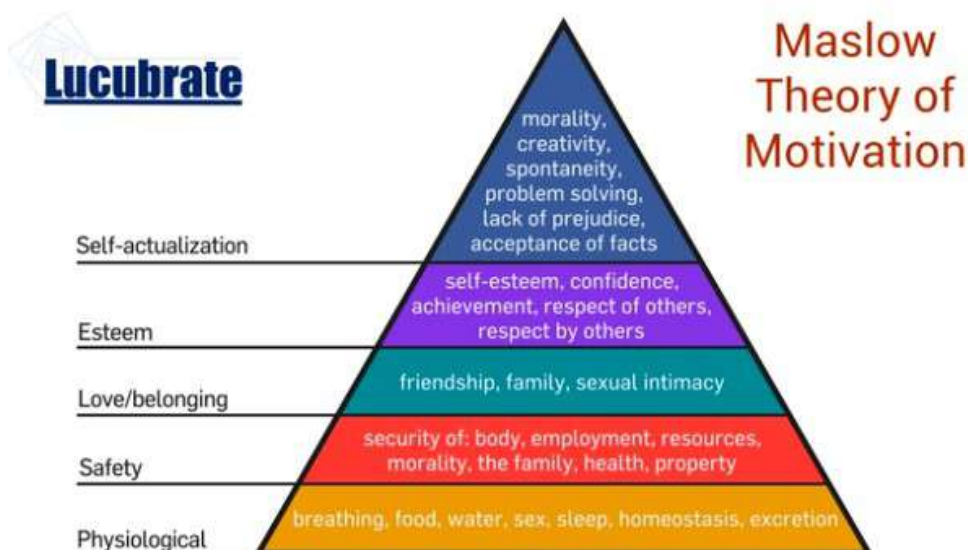 Lucubrate
Maslow
Theory of
Motivation
morality,
creativity,
spontaneity,
problem solving,
lack of prejudice,
acceptance of facts
Self-actualization
self-esteem, confidence,
achievement, respect of others,
respect by others
Esteem
friendship, family, sexual intimacy
Love/belonging
security of: body, employment, resources,
morality, the family, health, property
Safety
breathing, food, water, sex, sleep, homeostasis, excretion
Physiological